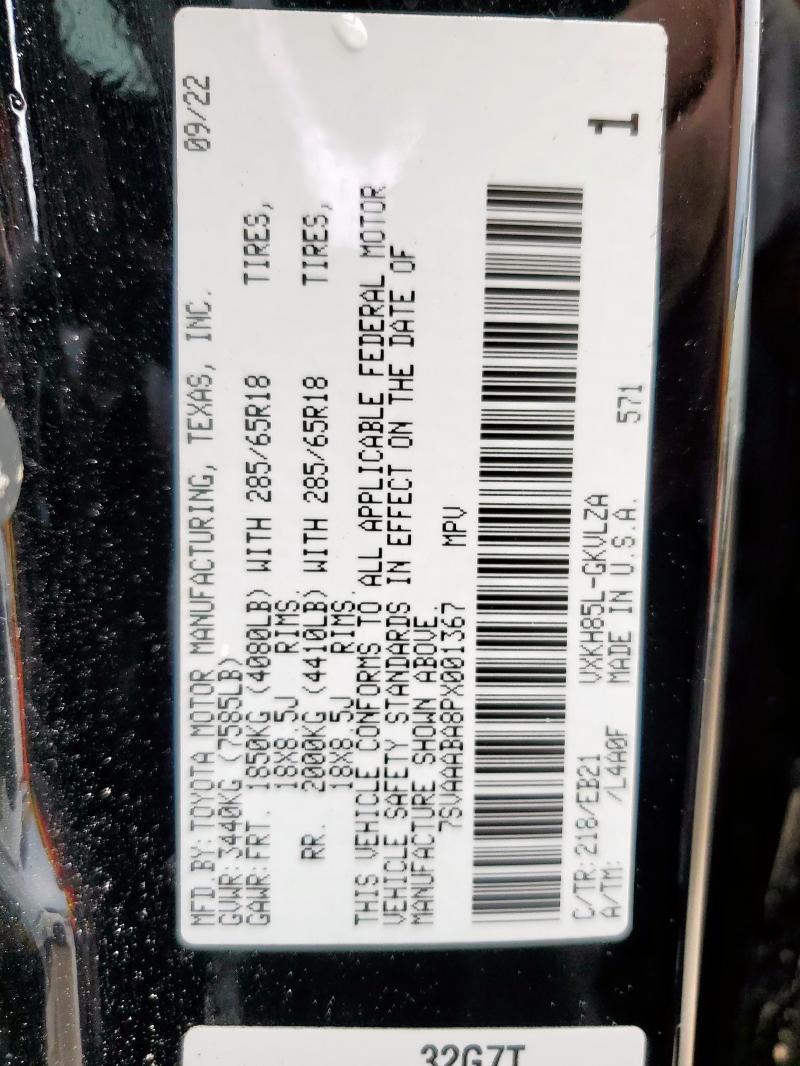 MFD.BY:TOYOTA MOTOR MANUFACTURING, TEXAS, INC. 09/22
GVWR:3440KG(7585LB)
GAWR:FRT. 1850KG(4080LB) WITH 285/65R18 TIRES,
18X8.5J RIMS.
RR. 2000KG(4410LB) WITH 285/65R18 TIRES,
18X8.5J RIMS.
THIS VEHICLE CONFORMS TO ALL APPLICABLE FEDERAL MOTOR
VEHICLE SAFETY STANDARDS IN EFFECT ON THE DATE OF
MANUFACTURE SHOWN ABOVE.
7SVAAABA8PX001367 MPV
C/TR:218/EB21 VXKH85L-GKVLZA
A/TM: /L4A0F MADE IN U.S.A. 571
1
32G7T